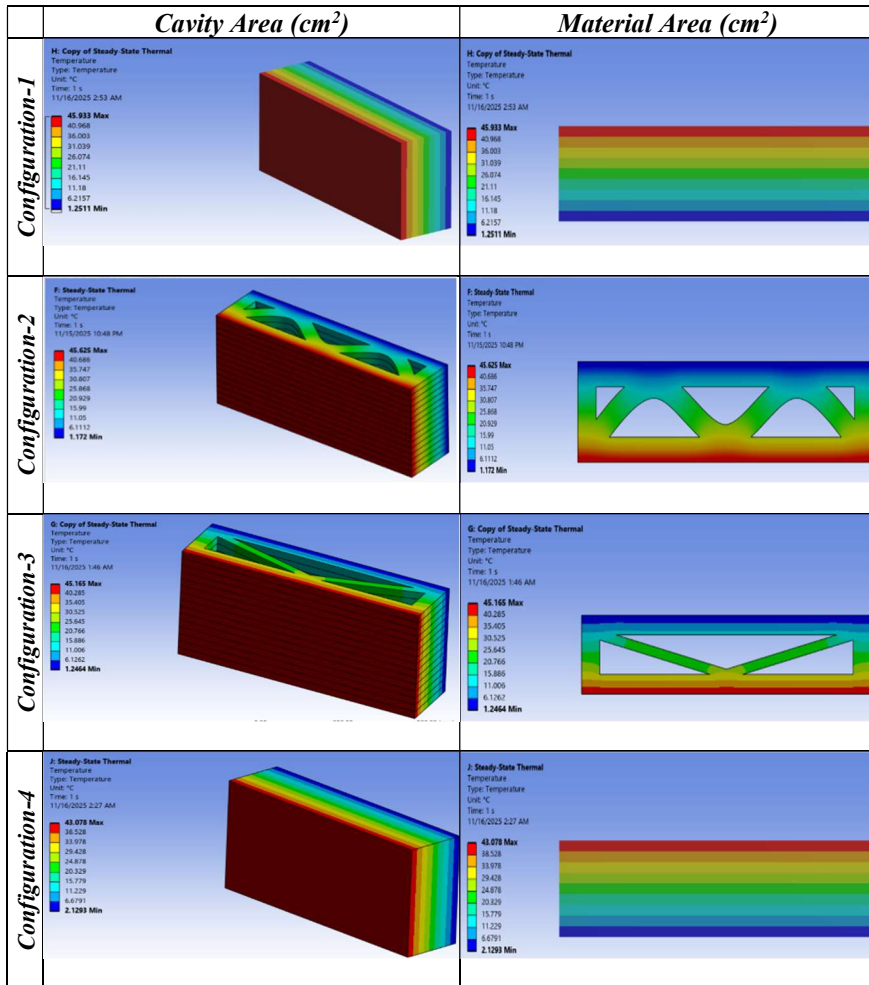 Cavity Area (cm²) Material Area (cm²)
Configuration-1
H: Copy of Steady-State Thermal
Temperature
Type: Temperature
Unit: °C
Time: 1 s
11/16/2025 2:53 AM
45.933 Max
40.968
36.003
31.039
26.074
21.11
16.145
11.18
6.2157
1.2511 Min
H: Copy of Steady-State Thermal
Temperature
Type: Temperature
Unit: °C
Time: 1 s
11/16/2025 2:53 AM
45.933 Max
40.968
36.003
31.039
26.074
21.11
16.145
11.18
6.2157
1.2511 Min
Configuration-2
F: Steady-State Thermal
Temperature
Type: Temperature
Unit: °C
Time: 1 s
11/15/2025 10:48 PM
45.625 Max
40.686
35.747
30.807
25.868
20.929
15.99
11.05
6.1112
1.172 Min
F: Steady-State Thermal
Temperature
Type: Temperature
Unit: °C
Time: 1 s
11/15/2025 10:48 PM
45.625 Max
40.686
35.747
30.807
25.868
20.929
15.99
11.05
6.1112
1.172 Min
Configuration-3
G: Copy of Steady-State Thermal
Temperature
Type: Temperature
Unit: °C
Time: 1 s
11/16/2025 1:46 AM
45.165 Max
40.285
35.405
30.525
25.645
20.766
15.886
11.006
6.1262
1.2464 Min
G: Copy of Steady-State Thermal
Temperature
Type: Temperature
Unit: °C
Time: 1 s
11/16/2025 1:46 AM
45.165 Max
40.285
35.405
30.525
25.645
20.766
15.886
11.006
6.1262
1.2464 Min
Configuration-4
J: Steady-State Thermal
Temperature
Type: Temperature
Unit: °C
Time: 1 s
11/16/2025 2:27 AM
43.078 Max
38.528
33.978
29.428
24.878
20.329
15.779
11.229
6.6791
2.1293 Min
J: Steady-State Thermal
Temperature
Type: Temperature
Unit: °C
Time: 1 s
11/16/2025 2:27 AM
43.078 Max
38.528
33.978
29.428
24.878
20.329
15.779
11.229
6.6791
2.1293 Min